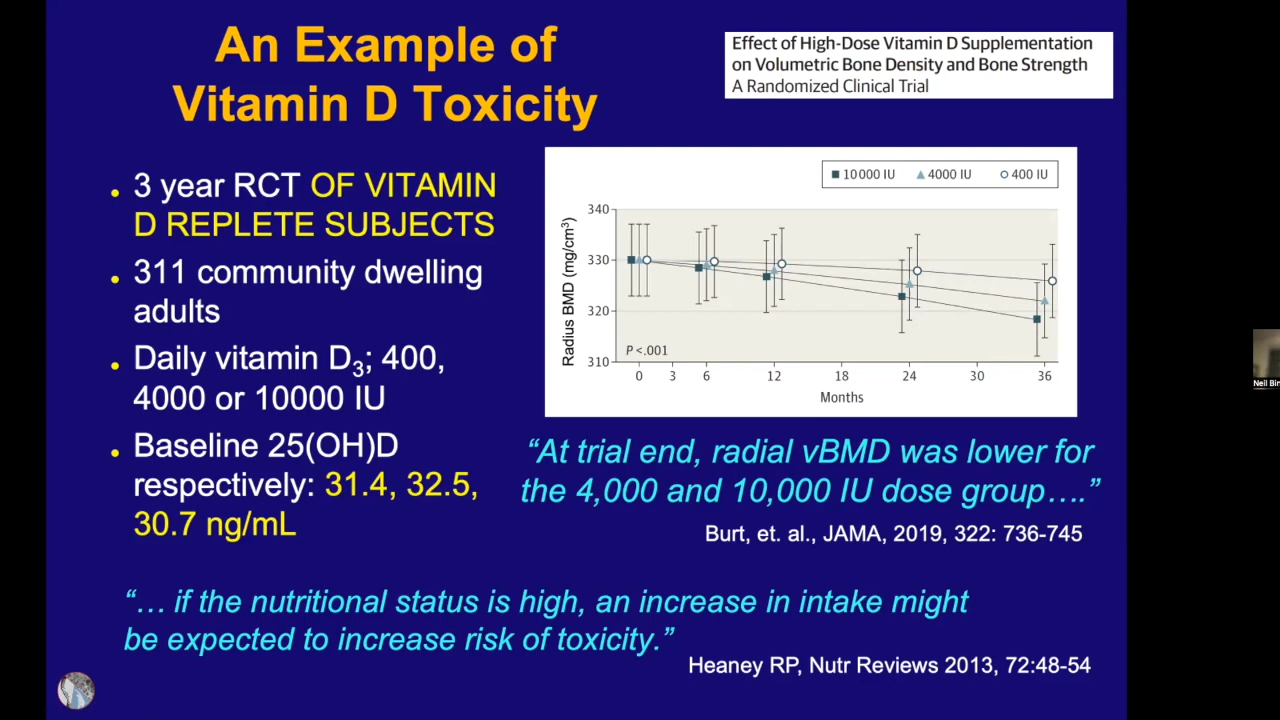 An Example of
Vitamin D Toxicity
Effect of High-Dose Vitamin D Supplementation
on Volumetric Bone Density and Bone Strength
A Randomized Clinical Trial
• 3 year RCT OF VITAMIN
D REPLETE SUBJECTS
• 311 community dwelling
adults
• Daily vitamin D₃; 400,
4000 or 10000 IU
• Baseline 25(OH)D
respectively: 31.4, 32.5,
30.7 ng/mL
10 000 IU 4000 IU 400 IU
Radius BMD (mg/cm³)
340
330
320
310
P <.001
0 3 6 12 18 24 30 36
Months
“At trial end, radial vBMD was lower for
the 4,000 and 10,000 IU dose group….”
Burt, et. al., JAMA, 2019, 322: 736-745
“… if the nutritional status is high, an increase in intake might
be expected to increase risk of toxicity.”
Heaney RP, Nutr Reviews 2013, 72:48-54
Neil Bin